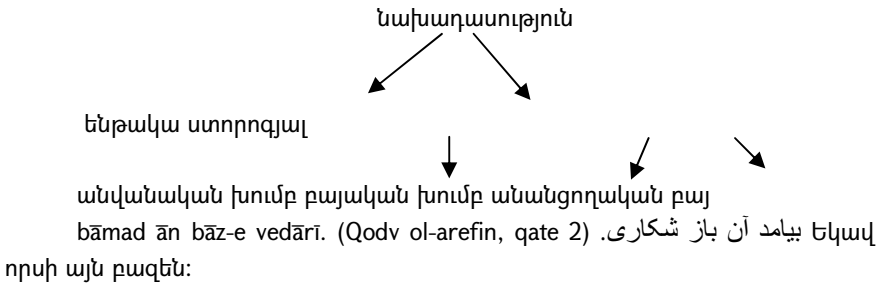 նախադասություն
ենթակա ստորոգյալ
անվանական խումբ բայական խումբ անանցողական բայ
bāmad ān bāz-e vedārī. (Qodv ol-arefin, qate 2) .بیامد آن باز شکاری Եկավ
որսի այն բազեն: